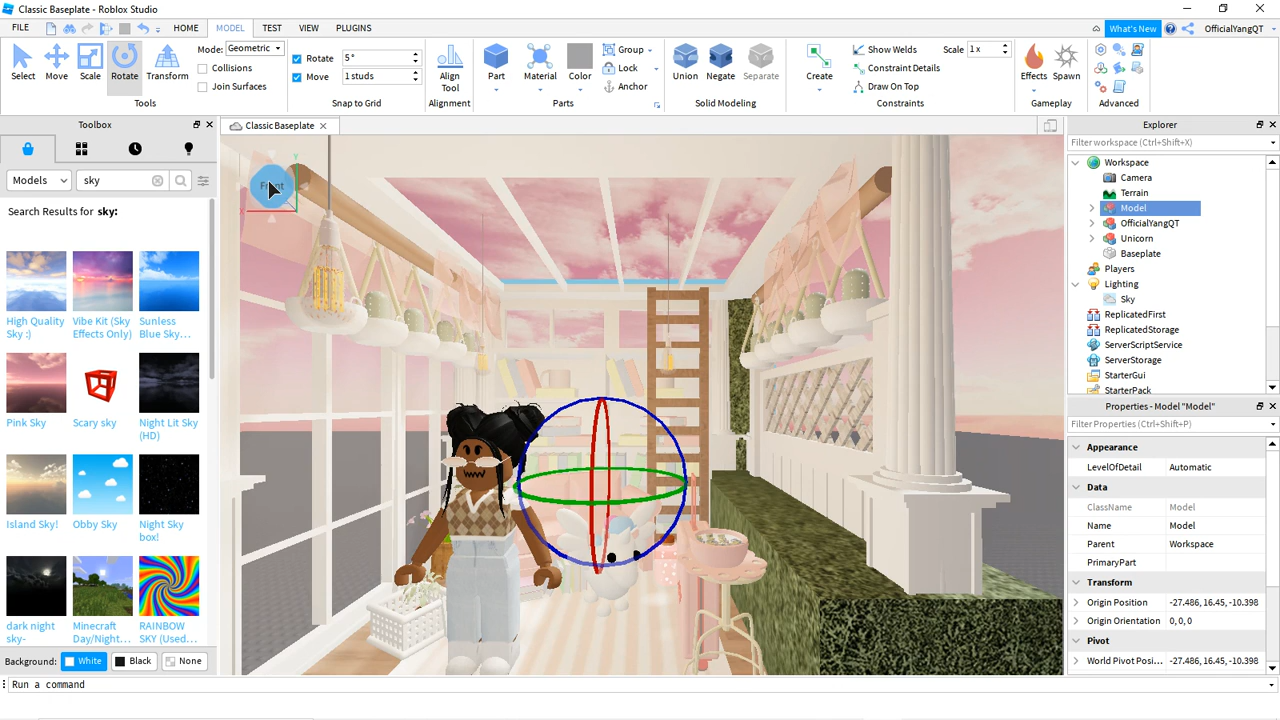 Classic Baseplate - Roblox Studio
FILE
HOME
MODEL
TEST
VIEW
PLUGINS
What's New
OfficialYangQT
Select
Move
Scale
Rotate
Transform
Mode:
Geometric
Collisions
Join Surfaces
Tools
Rotate
5°
Move
1 studs
Snap to Grid
Align
Tool
Alignment
Part
Material
Color
Group
Lock
Anchor
Parts
Union
Negate
Separate
Solid Modeling
Create
Show Welds
Scale
1 x
Constraint Details
Draw On Top
Constraints
Effects
Spawn
Gameplay
Advanced
Toolbox
Models
sky
Search Results for sky:
High Quality
Sky :)
Vibe Kit (Sky
Effects Only)
Sunless
Blue Sky...
Pink Sky
Scary sky
Night Lit Sky
(HD)
Island Sky!
Obby Sky
Night Sky
box!
dark night
sky-
Minecraft
Day/Night...
RAINBOW
SKY (Used...
Background:
White
Black
None
Run a command
Classic Baseplate
Front
X
Y
Explorer
Filter workspace (Ctrl+Shift+X)
Workspace
Camera
Terrain
Model
OfficialYangQT
Unicorn
Baseplate
Players
Lighting
Sky
ReplicatedFirst
ReplicatedStorage
ServerScriptService
ServerStorage
StarterGui
StarterPack
Properties - Model "Model"
Filter Properties (Ctrl+Shift+P)
Appearance
LevelOfDetail
Automatic
Data
ClassName
Model
Name
Model
Parent
Workspace
PrimaryPart
Transform
Origin Position
-27.486, 16.45, -10.398
Origin Orientation
0,0,0
Pivot
World Pivot Posi...
-27.486, 16.45, -10.398